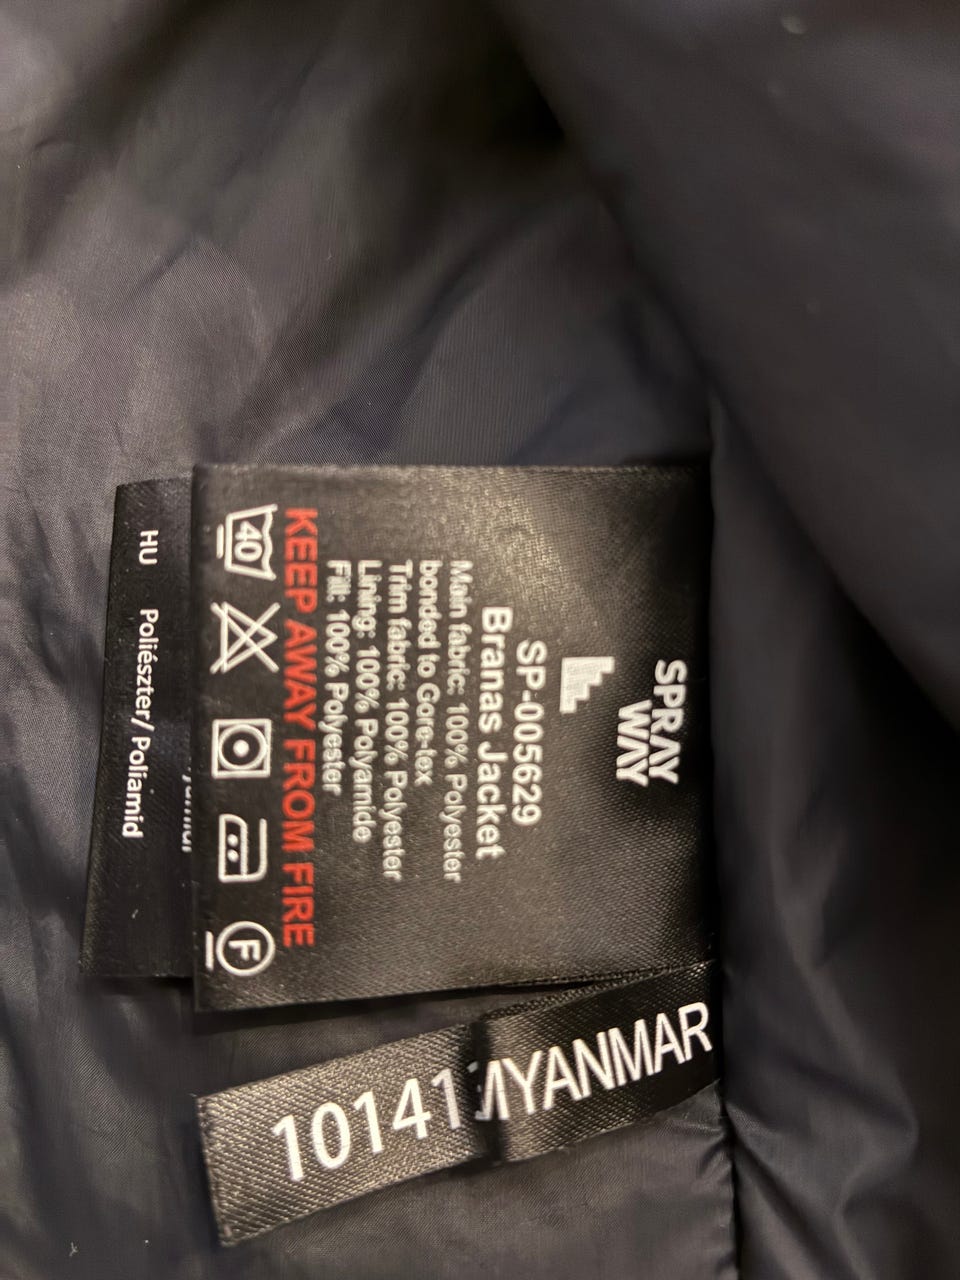 SPRAY
WAY
SP-005629
Branas Jacket
Main fabric: 100% Polyester
bonded to Gore-tex
Trim fabric: 100% Polyester
Lining: 100% Polyamide
Fill: 100% Polyester
KEEP AWAY FROM FIRE
40
F
HU Poliészter/ Poliamid
MYANMAR
10141